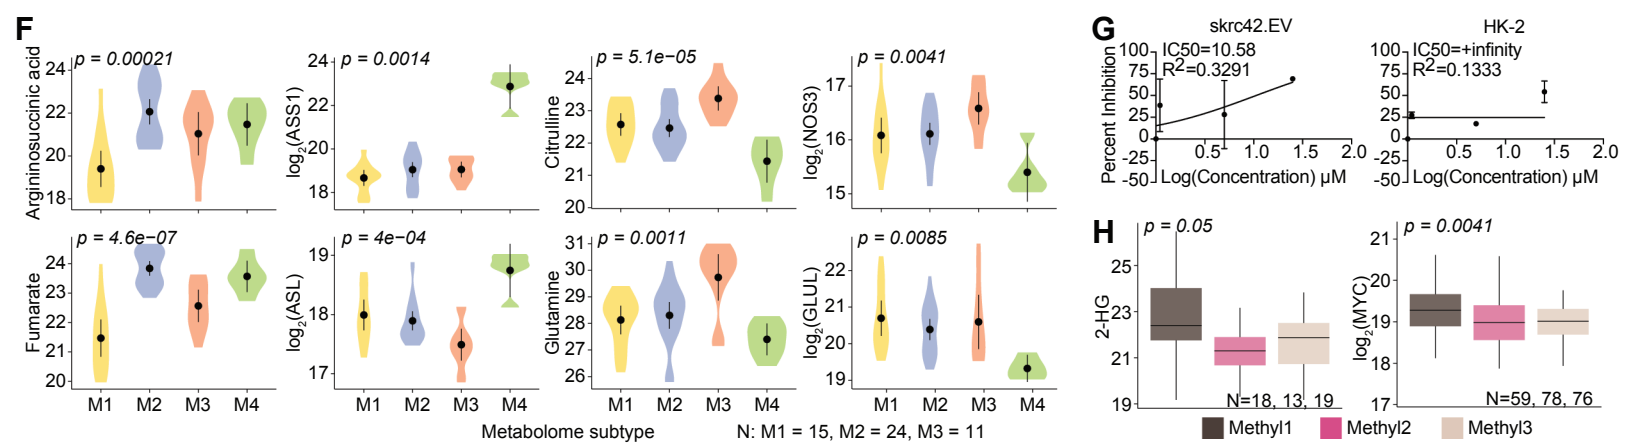 F
Argininosuccinic acid
p = 0.00021
24
22
20
18
log2(ASS1)
p = 0.0014
24
22
20
18
Citrulline
p = 5.1e−05
24
23
22
21
20
log2(NOS3)
p = 0.0041
17
16
15
Fumarate
p = 4.6e−07
24
23
22
21
20
M1 M2 M3 M4
log2(ASL)
p = 4e−04
19
18
17
M1 M2 M3 M4
Glutamine
p = 0.0011
31
30
29
28
27
26
M1 M2 M3 M4
log2(GLUL)
p = 0.0085
22
21
20
19
M1 M2 M3 M4
Metabolome subtype
N: M1 = 15, M2 = 24, M3 = 11
G
skrc42.EV
Percent Inhibition
IC50=10.58
R2=0.3291
100
75
50
25
0
-25
-50
0.5 1.0 1.5 2.0
Log(Concentration) µM
HK-2
IC50=+infinity
R2=0.1333
100
75
50
25
0
-25
-50
0.5 1.0 1.5 2.0
Log(Concentration) µM
H
2-HG
p = 0.05
25
23
21
19
N=18, 13, 19
log2(MYC)
p = 0.0041
21
20
19
18
17
N=59, 78, 76
Methyl1 Methyl2 Methyl3